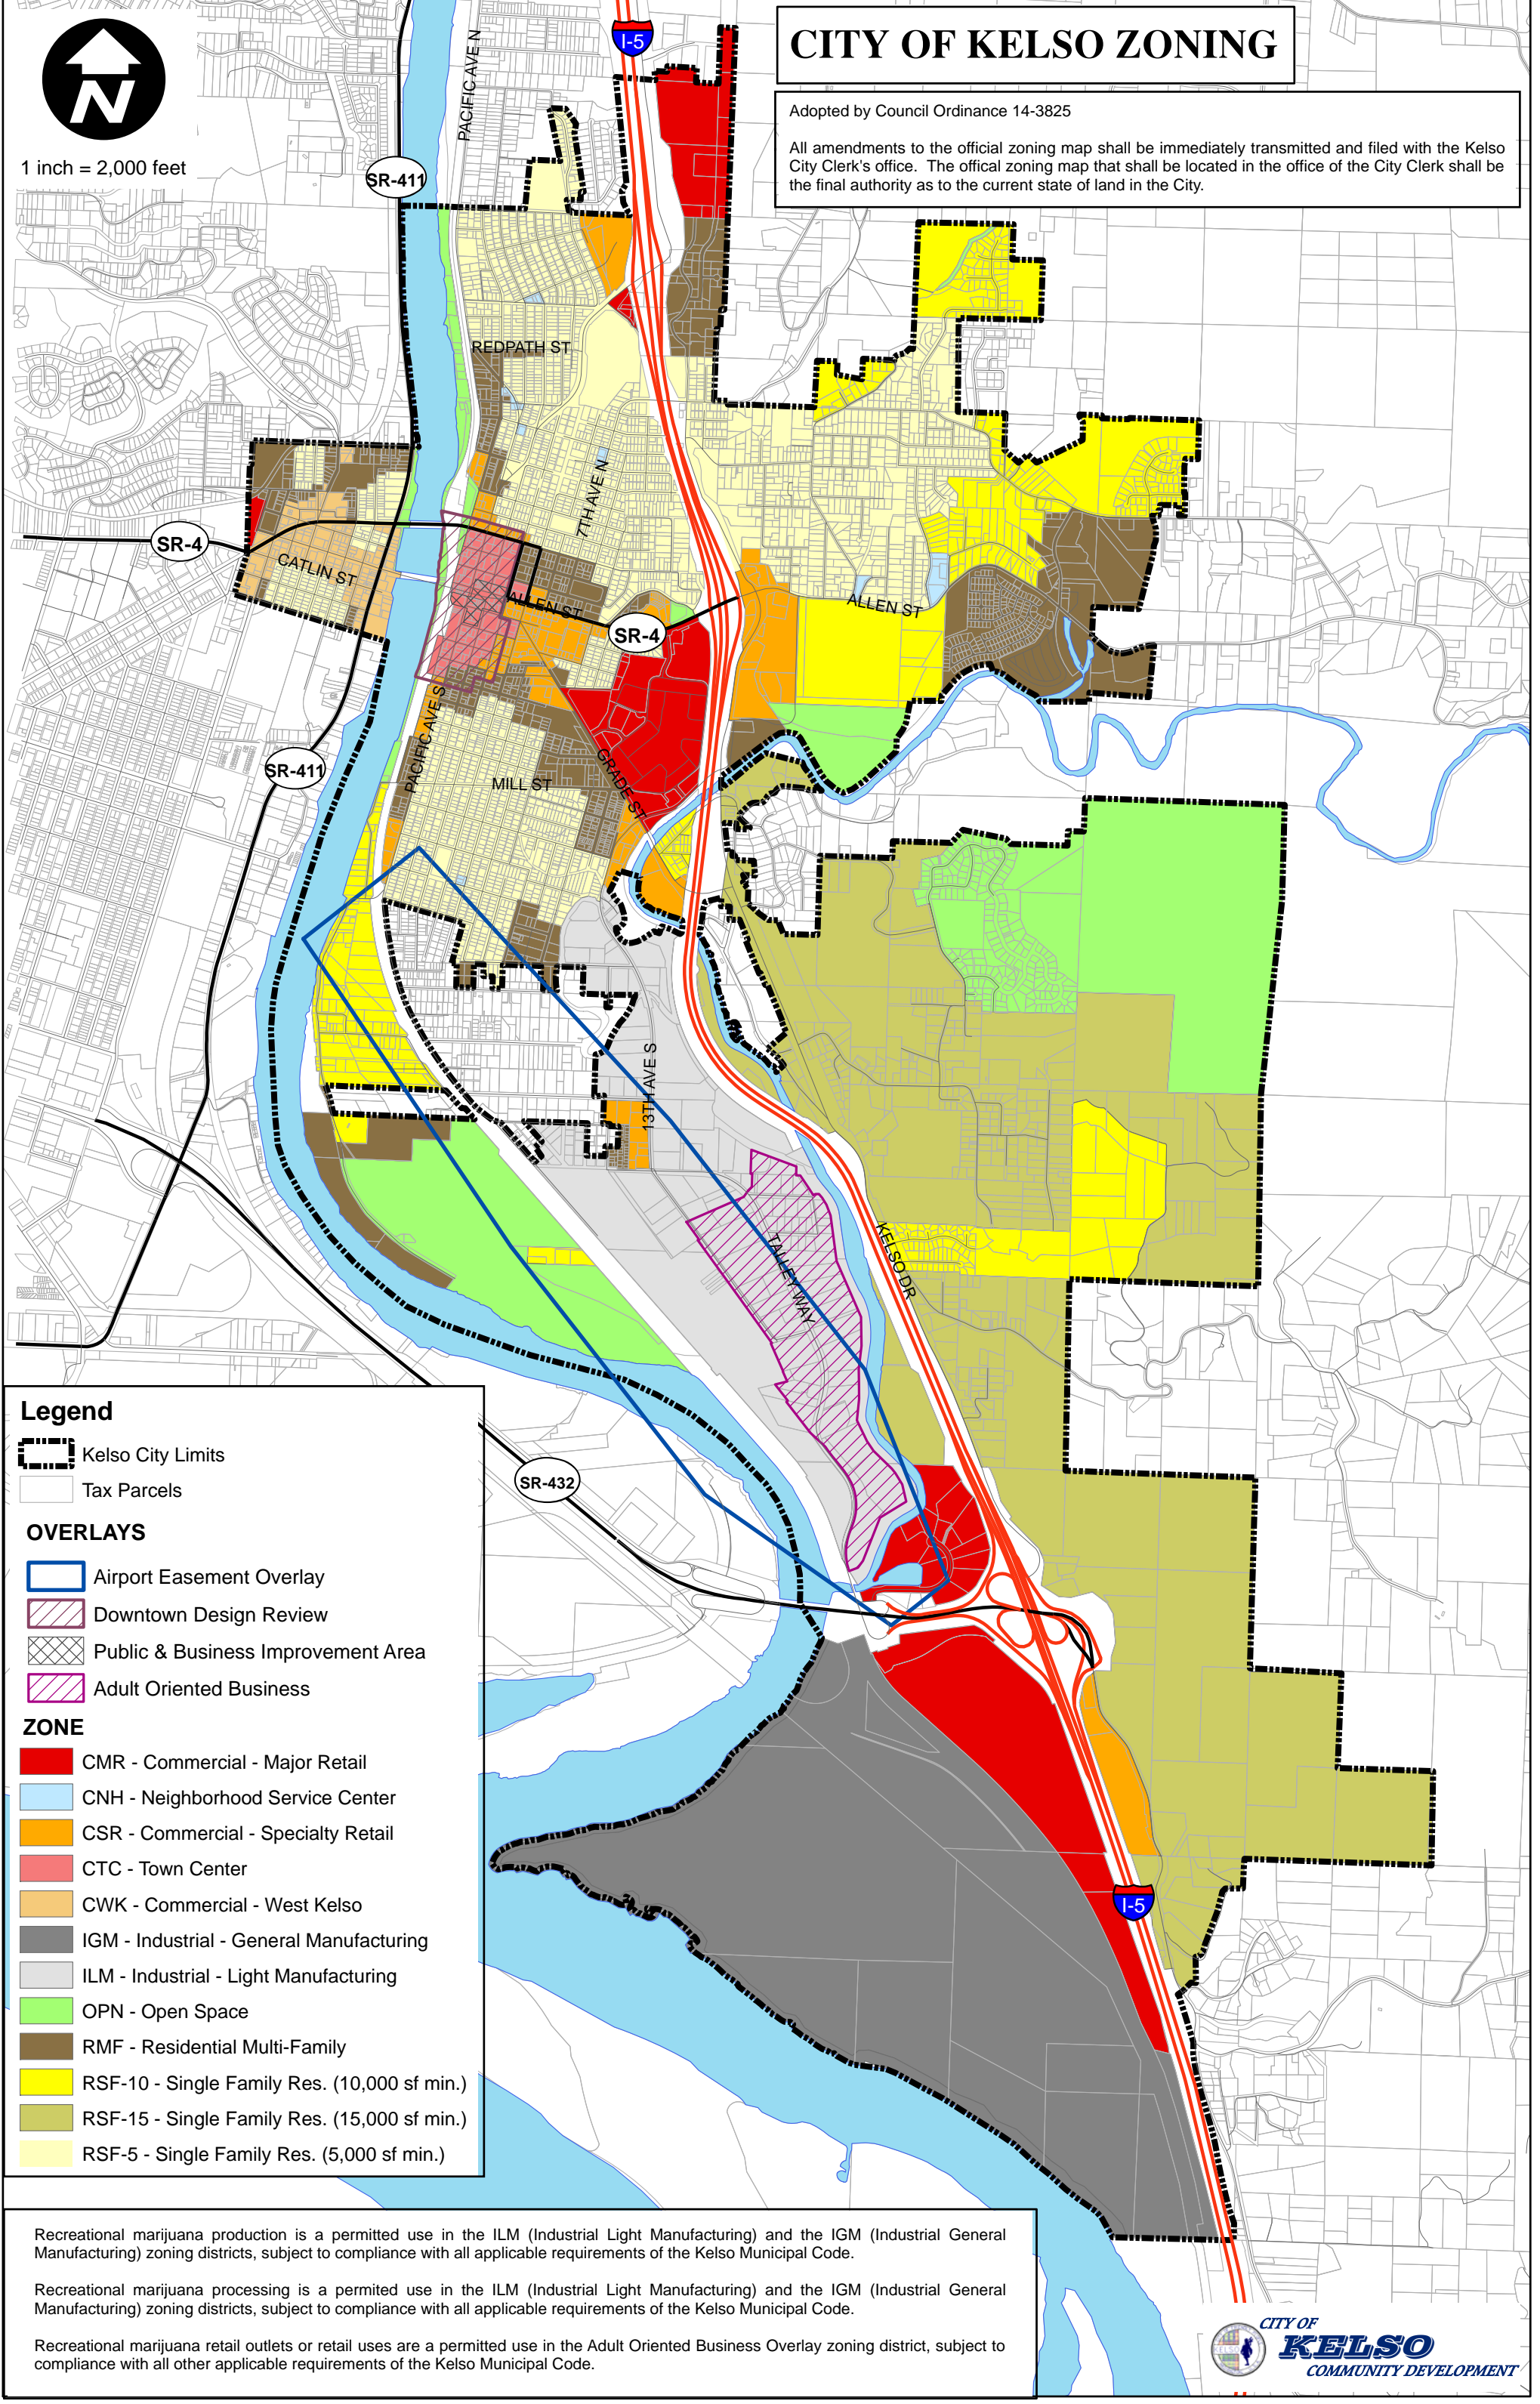 CITY OF KELSO ZONING
Adopted by Council Ordinance 14-3825
All amendments to the official zoning map shall be immediately transmitted and filed with the Kelso
City Clerk's office. The offical zoning map that shall be located in the office of the City Clerk shall be
the final authority as to the current state of land in the City.
N
1 inch = 2,000 feet
I-5
PACIFIC AVE N
SR-411
REDPATH ST
7TH AVE N
SR-4
CATLIN ST
ALLEN ST
ALLEN ST
SR-4
PACIFIC AVE S
SR-411
MILL ST
GRADE ST
13TH AVE S
TALLEY WAY
KELSO DR
SR-432
I-5
Legend
Kelso City Limits
Tax Parcels
OVERLAYS
Airport Easement Overlay
Downtown Design Review
Public & Business Improvement Area
Adult Oriented Business
ZONE
CMR - Commercial - Major Retail
CNH - Neighborhood Service Center
CSR - Commercial - Specialty Retail
CTC - Town Center
CWK - Commercial - West Kelso
IGM - Industrial - General Manufacturing
ILM - Industrial - Light Manufacturing
OPN - Open Space
RMF - Residential Multi-Family
RSF-10 - Single Family Res. (10,000 sf min.)
RSF-15 - Single Family Res. (15,000 sf min.)
RSF-5 - Single Family Res. (5,000 sf min.)
Recreational marijuana production is a permitted use in the ILM (Industrial Light Manufacturing) and the IGM (Industrial General
Manufacturing) zoning districts, subject to compliance with all applicable requirements of the Kelso Municipal Code.
Recreational marijuana processing is a permited use in the ILM (Industrial Light Manufacturing) and the IGM (Industrial General
Manufacturing) zoning districts, subject to compliance with all applicable requirements of the Kelso Municipal Code.
Recreational marijuana retail outlets or retail uses are a permitted use in the Adult Oriented Business Overlay zoning district, subject to
compliance with all other applicable requirements of the Kelso Municipal Code.
CITY OF
KELSO
COMMUNITY DEVELOPMENT